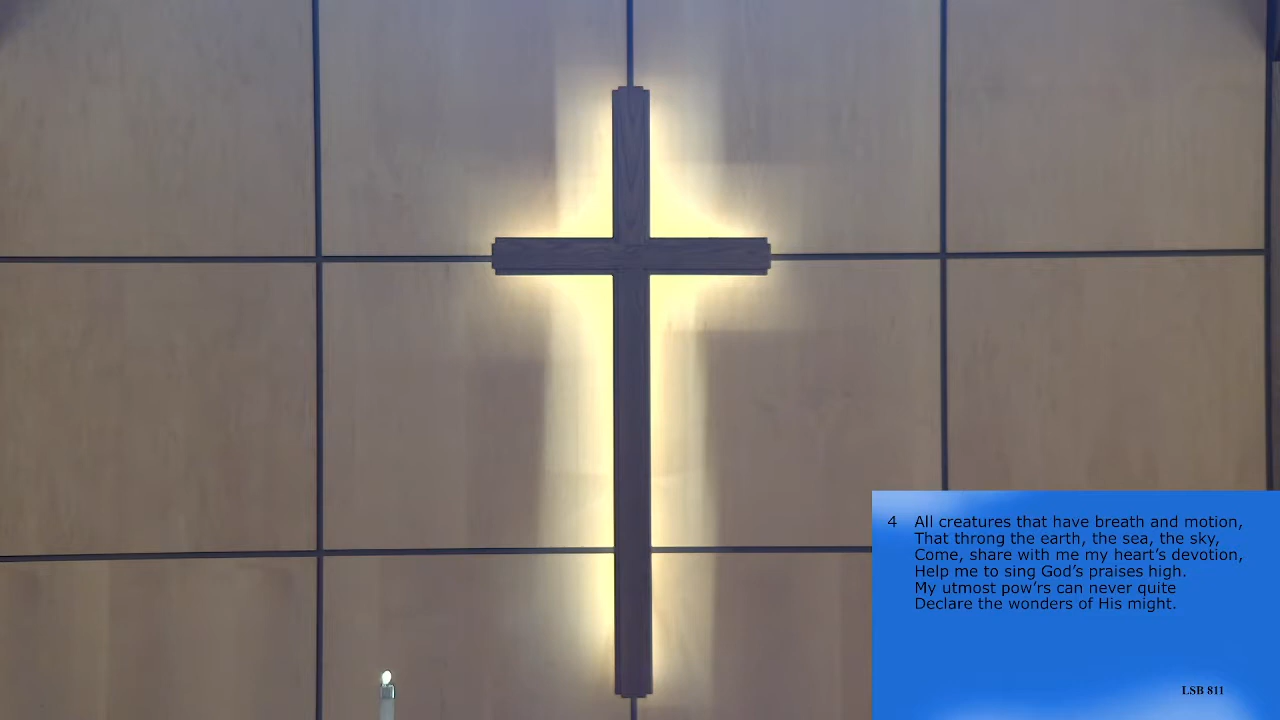 4 All creatures that have breath and motion,
That throng the earth, the sea, the sky,
Come, share with me my heart's devotion,
Help me to sing God's praises high.
My utmost pow'rs can never quite
Declare the wonders of His might.
LSB 811